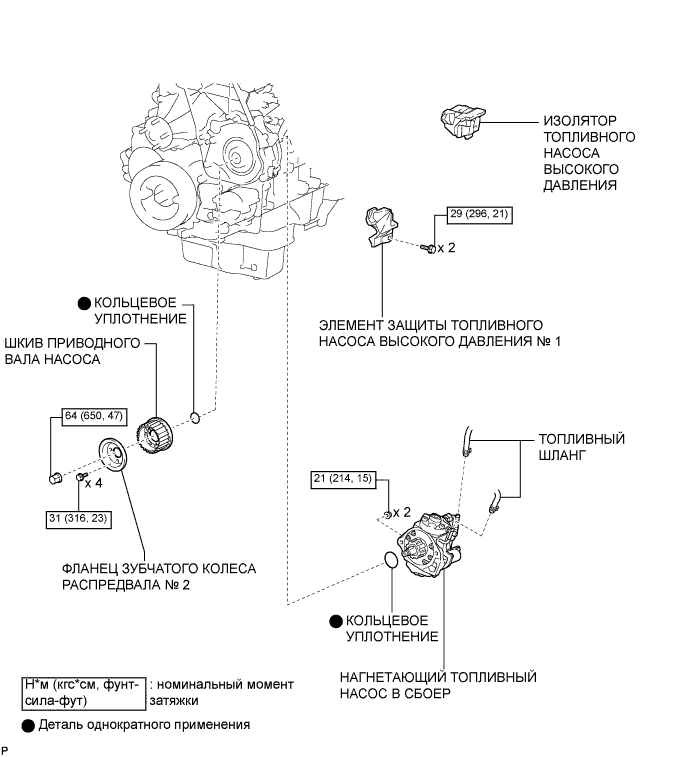 ИЗОЛЯТОР
ТОПЛИВНОГО
НАСОСА
ВЫСОКОГО
ДАВЛЕНИЯ
29 (296, 21)
x 2
ЭЛЕМЕНТ ЗАЩИТЫ ТОПЛИВНОГО
НАСОСА ВЫСОКОГО ДАВЛЕНИЯ № 1
КОЛЬЦЕВОЕ
УПЛОТНЕНИЕ
ШКИВ ПРИВОДНОГО
ВАЛА НАСОСА
64 (650, 47)
x 4
31 (316, 23)
ФЛАНЕЦ ЗУБЧАТОГО КОЛЕСА
РАСПРЕДВАЛА № 2
ТОПЛИВНЫЙ
ШЛАНГ
21 (214, 15)
x 2
КОЛЬЦЕВОЕ
УПЛОТНЕНИЕ
НАГНЕТАЮЩИЙ ТОПЛИВНЫЙ
НАСОС В СБОЕР
Н*м (кгс*см, фунт-
сила-фут)
: номинальный момент
затяжки
Деталь однократного применения
P